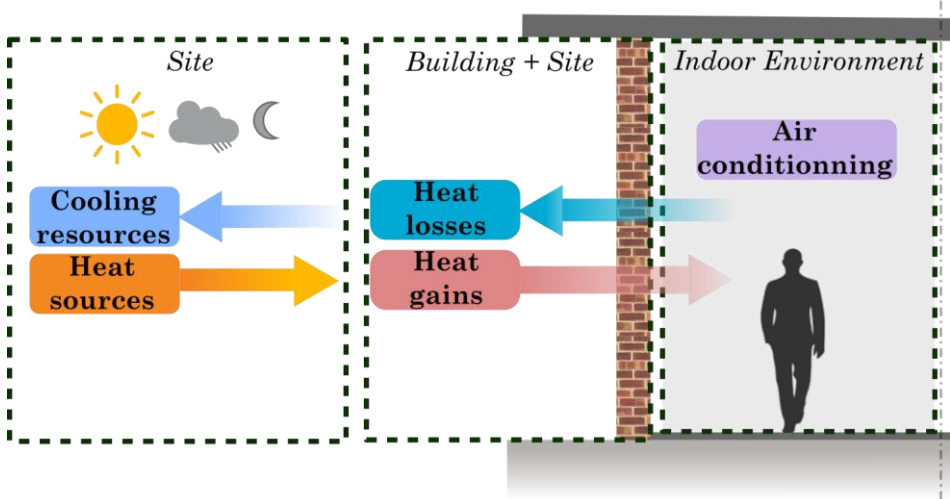 Site
Building + Site
Indoor Environment
Air
conditionning
Cooling
resources
Heat
losses
Heat
sources
Heat
gains